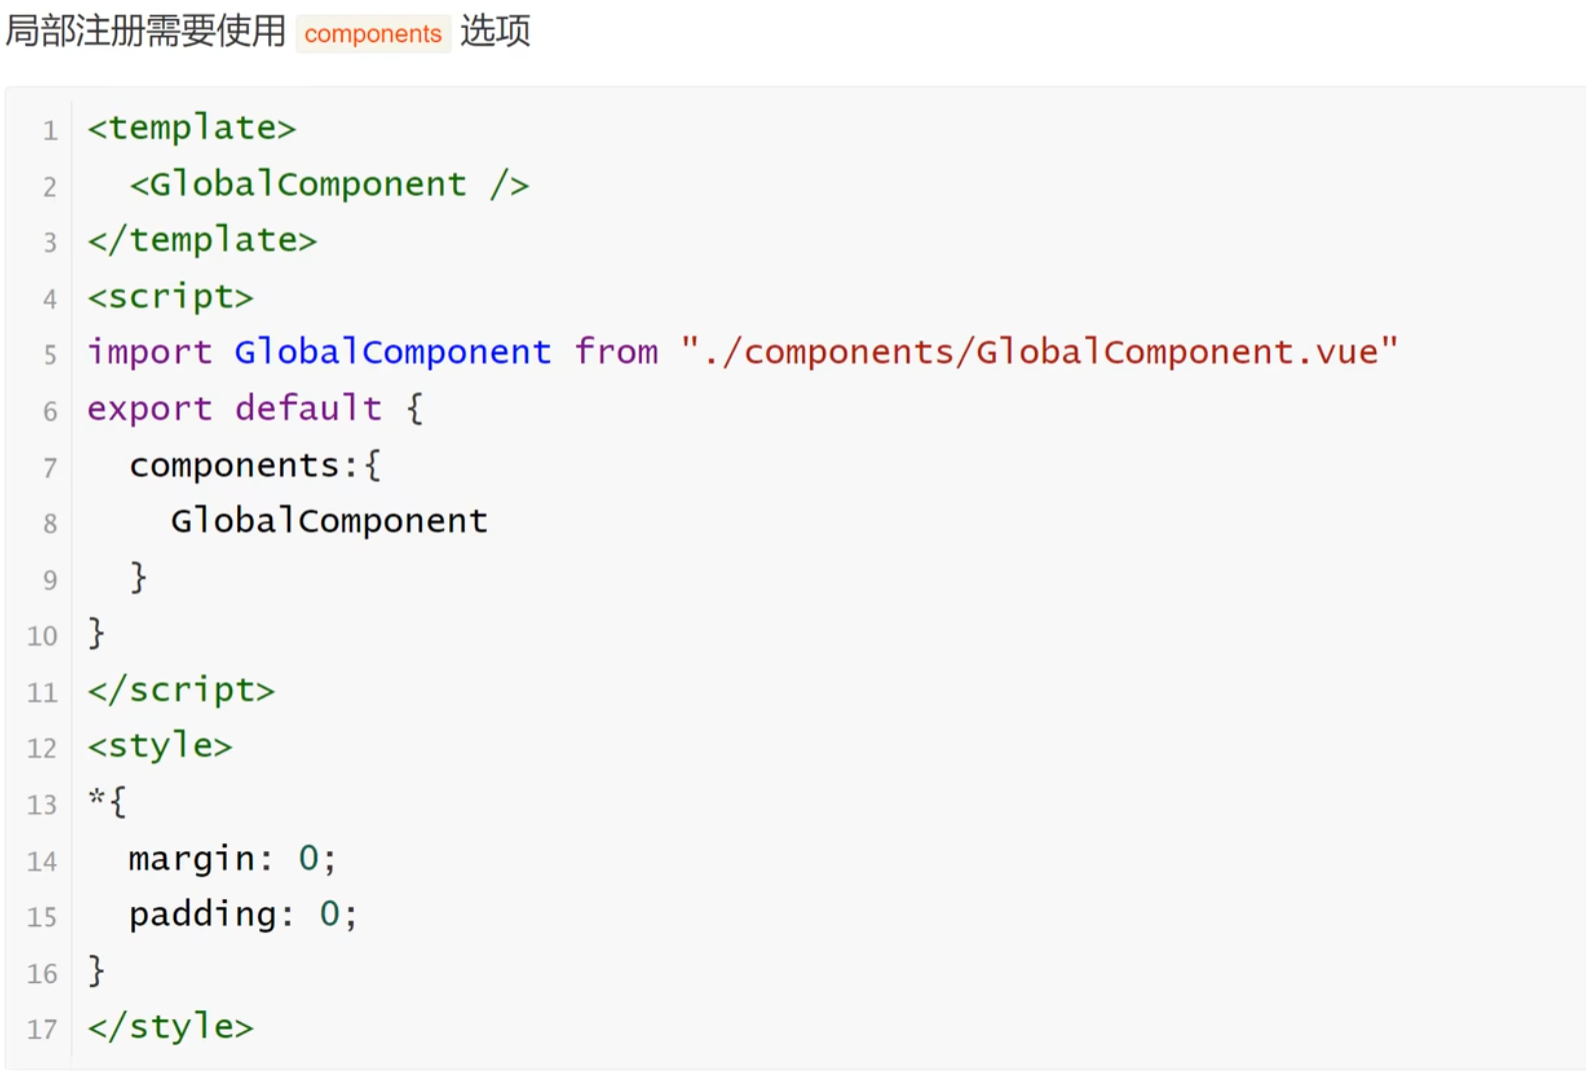 局部注册需要使用 components 选项
1 <template>
2   <GlobalComponent />
3 </template>
4 <script>
5 import GlobalComponent from "./components/GlobalComponent.vue"
6 export default {
7   components:{
8     GlobalComponent
9   }
10 }
11 </script>
12 <style>
13 *{
14   margin: 0;
15   padding: 0;
16 }
17 </style>